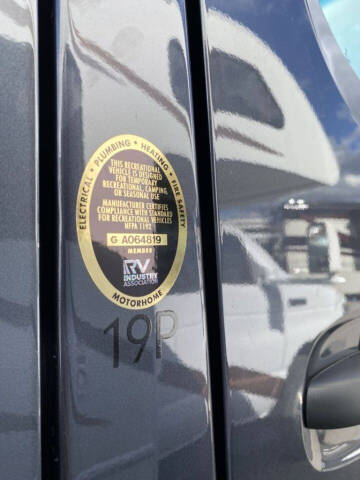 ELECTRICAL • PLUMBING • HEATING • FIRE SAFETY
THIS RECREATIONAL
VEHICLE IS DESIGNED
FOR TEMPORARY
RECREATIONAL, CAMPING,
OR SEASONAL USE
MANUFACTURER CERTIFIES
COMPLIANCE WITH STANDARD
FOR RECREATIONAL VEHICLES
NFPA 1192
G A064819
MEMBER
RV
INDUSTRY
ASSOCIATION
MOTORHOME
19P